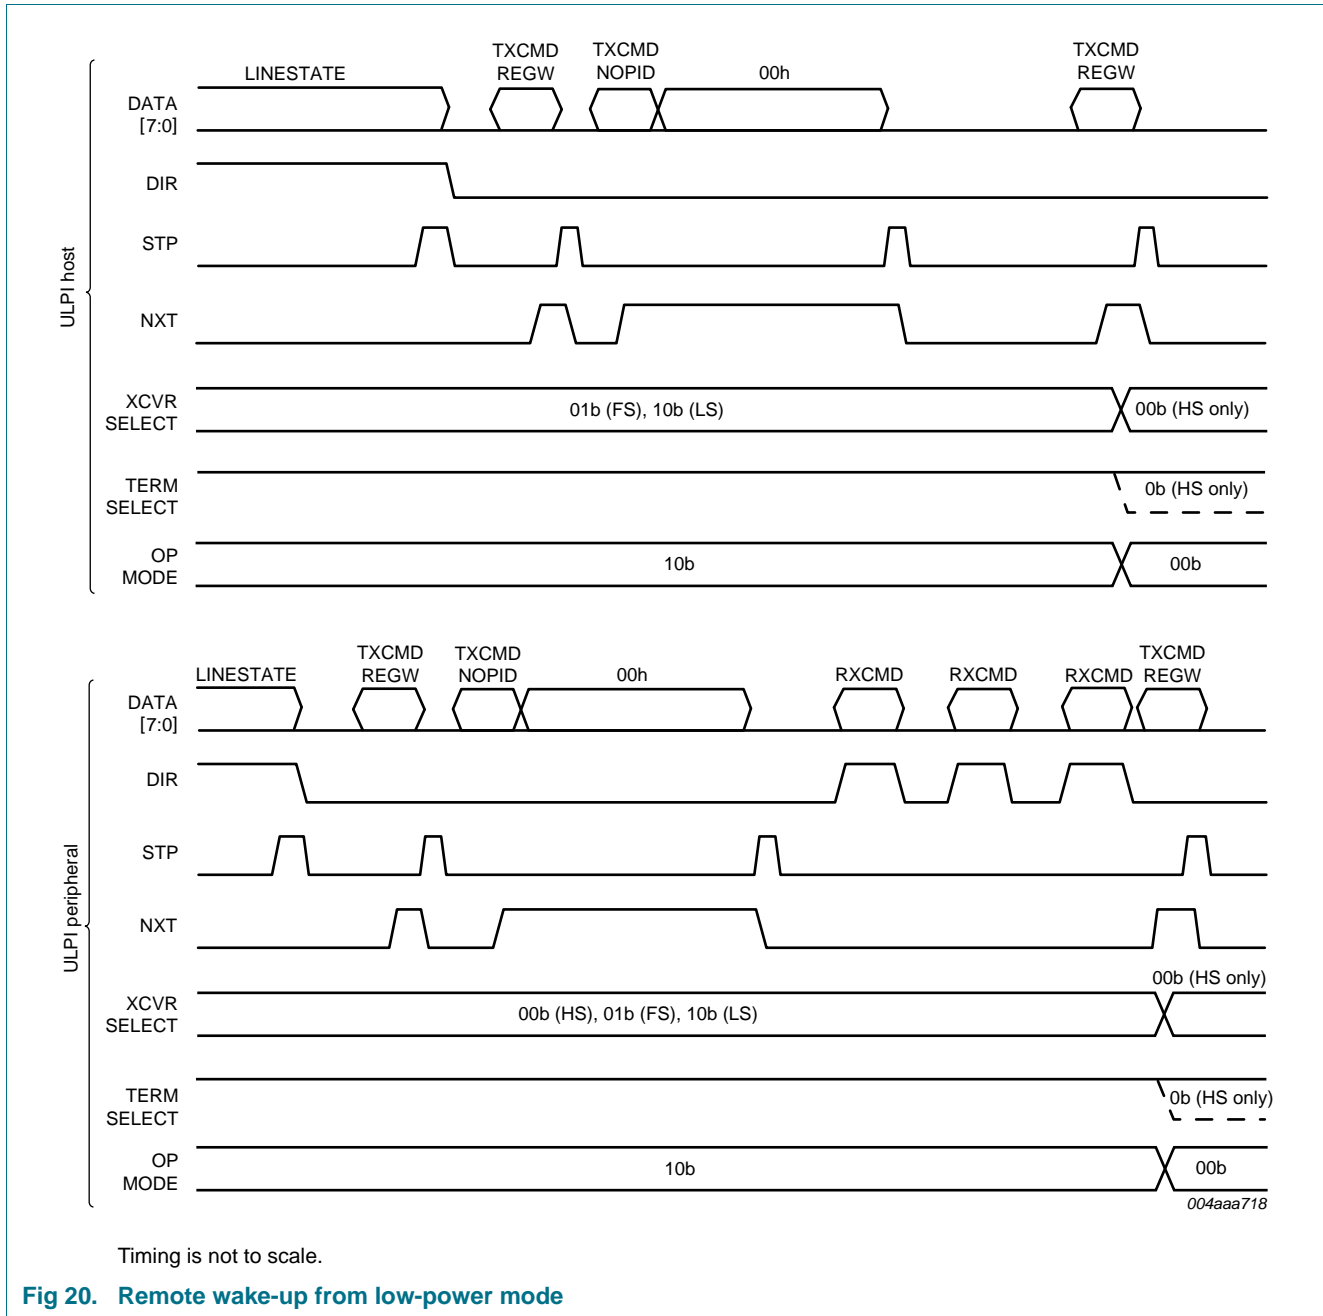 TXCMD TXCMD TXCMD
LINESTATE REGW NOPID 00h REGW
DATA
[7:0]
DIR
STP
ULPI host
NXT
XCVR
SELECT
01b (FS), 10b (LS) 00b (HS only)
TERM
SELECT
0b (HS only)
OP
MODE
10b 00b
TXCMD TXCMD TXCMD
LINESTATE REGW NOPID 00h RXCMD RXCMD RXCMD REGW
DATA
[7:0]
DIR
STP
ULPI peripheral
NXT
00b (HS only)
XCVR
SELECT
00b (HS), 01b (FS), 10b (LS)
TERM
SELECT
0b (HS only)
OP
MODE
10b 00b
004aaa718
Timing is not to scale.
Fig 20. Remote wake-up from low-power mode